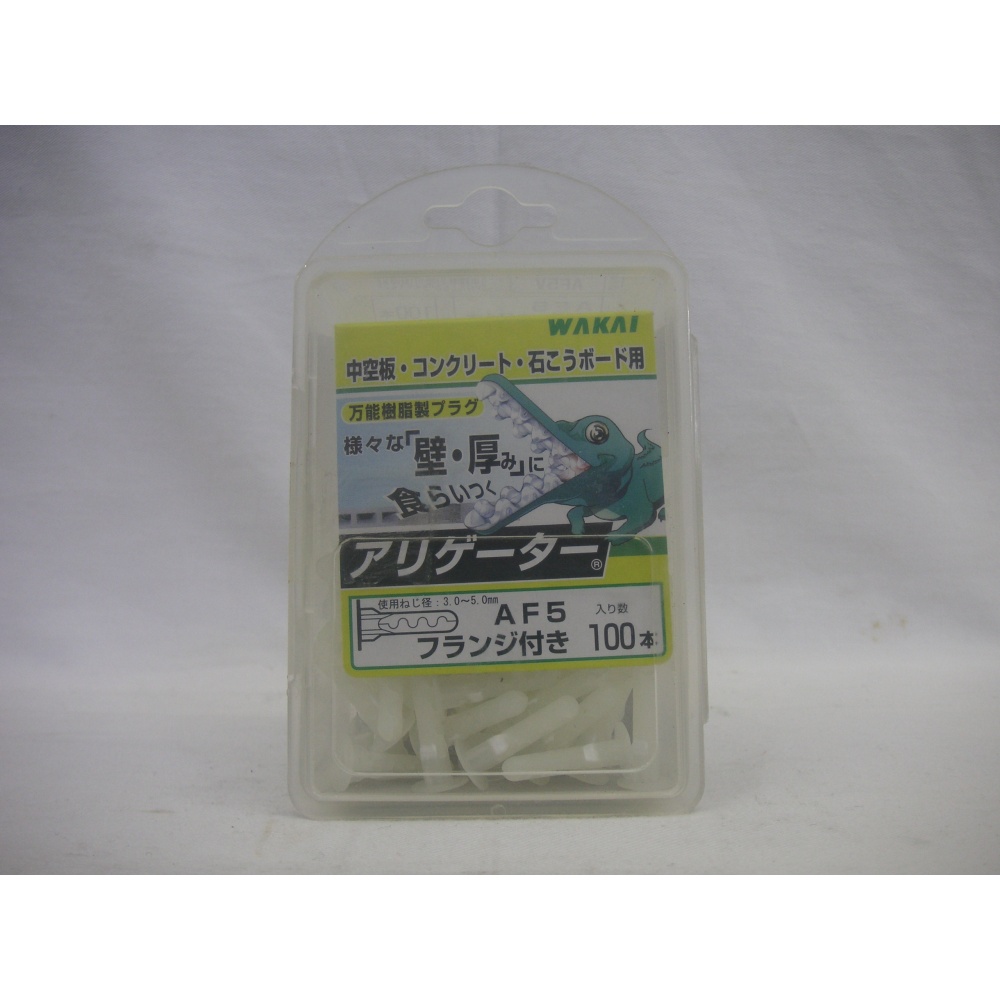 WAKAI
中空板・コンクリート・石こうボード用
万能樹脂製プラグ
様々な「壁・厚み」に
食らいつく
アリゲーター®
使用ねじ径：3.0～5.0mm
AF5 入り数
フランジ付き 100本